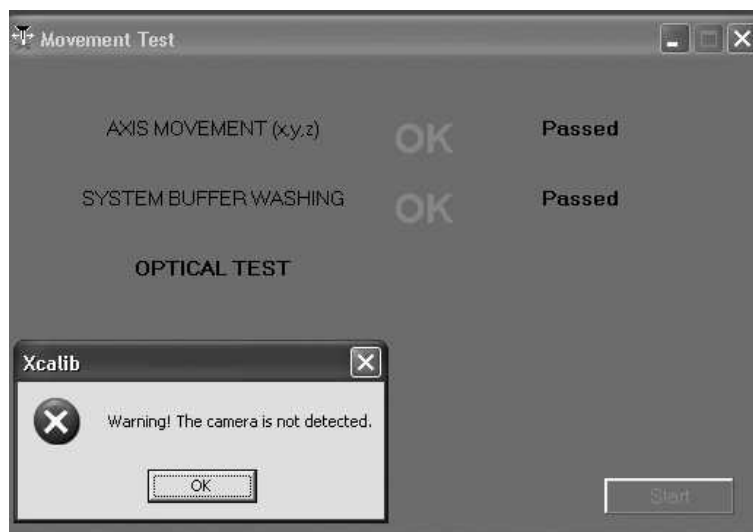 Movement Test
AXIS MOVEMENT (x,y,z) OK Passed
SYSTEM BUFFER WASHING OK Passed
OPTICAL TEST
Xcalib
Warning! The camera is not detected.
OK
Start